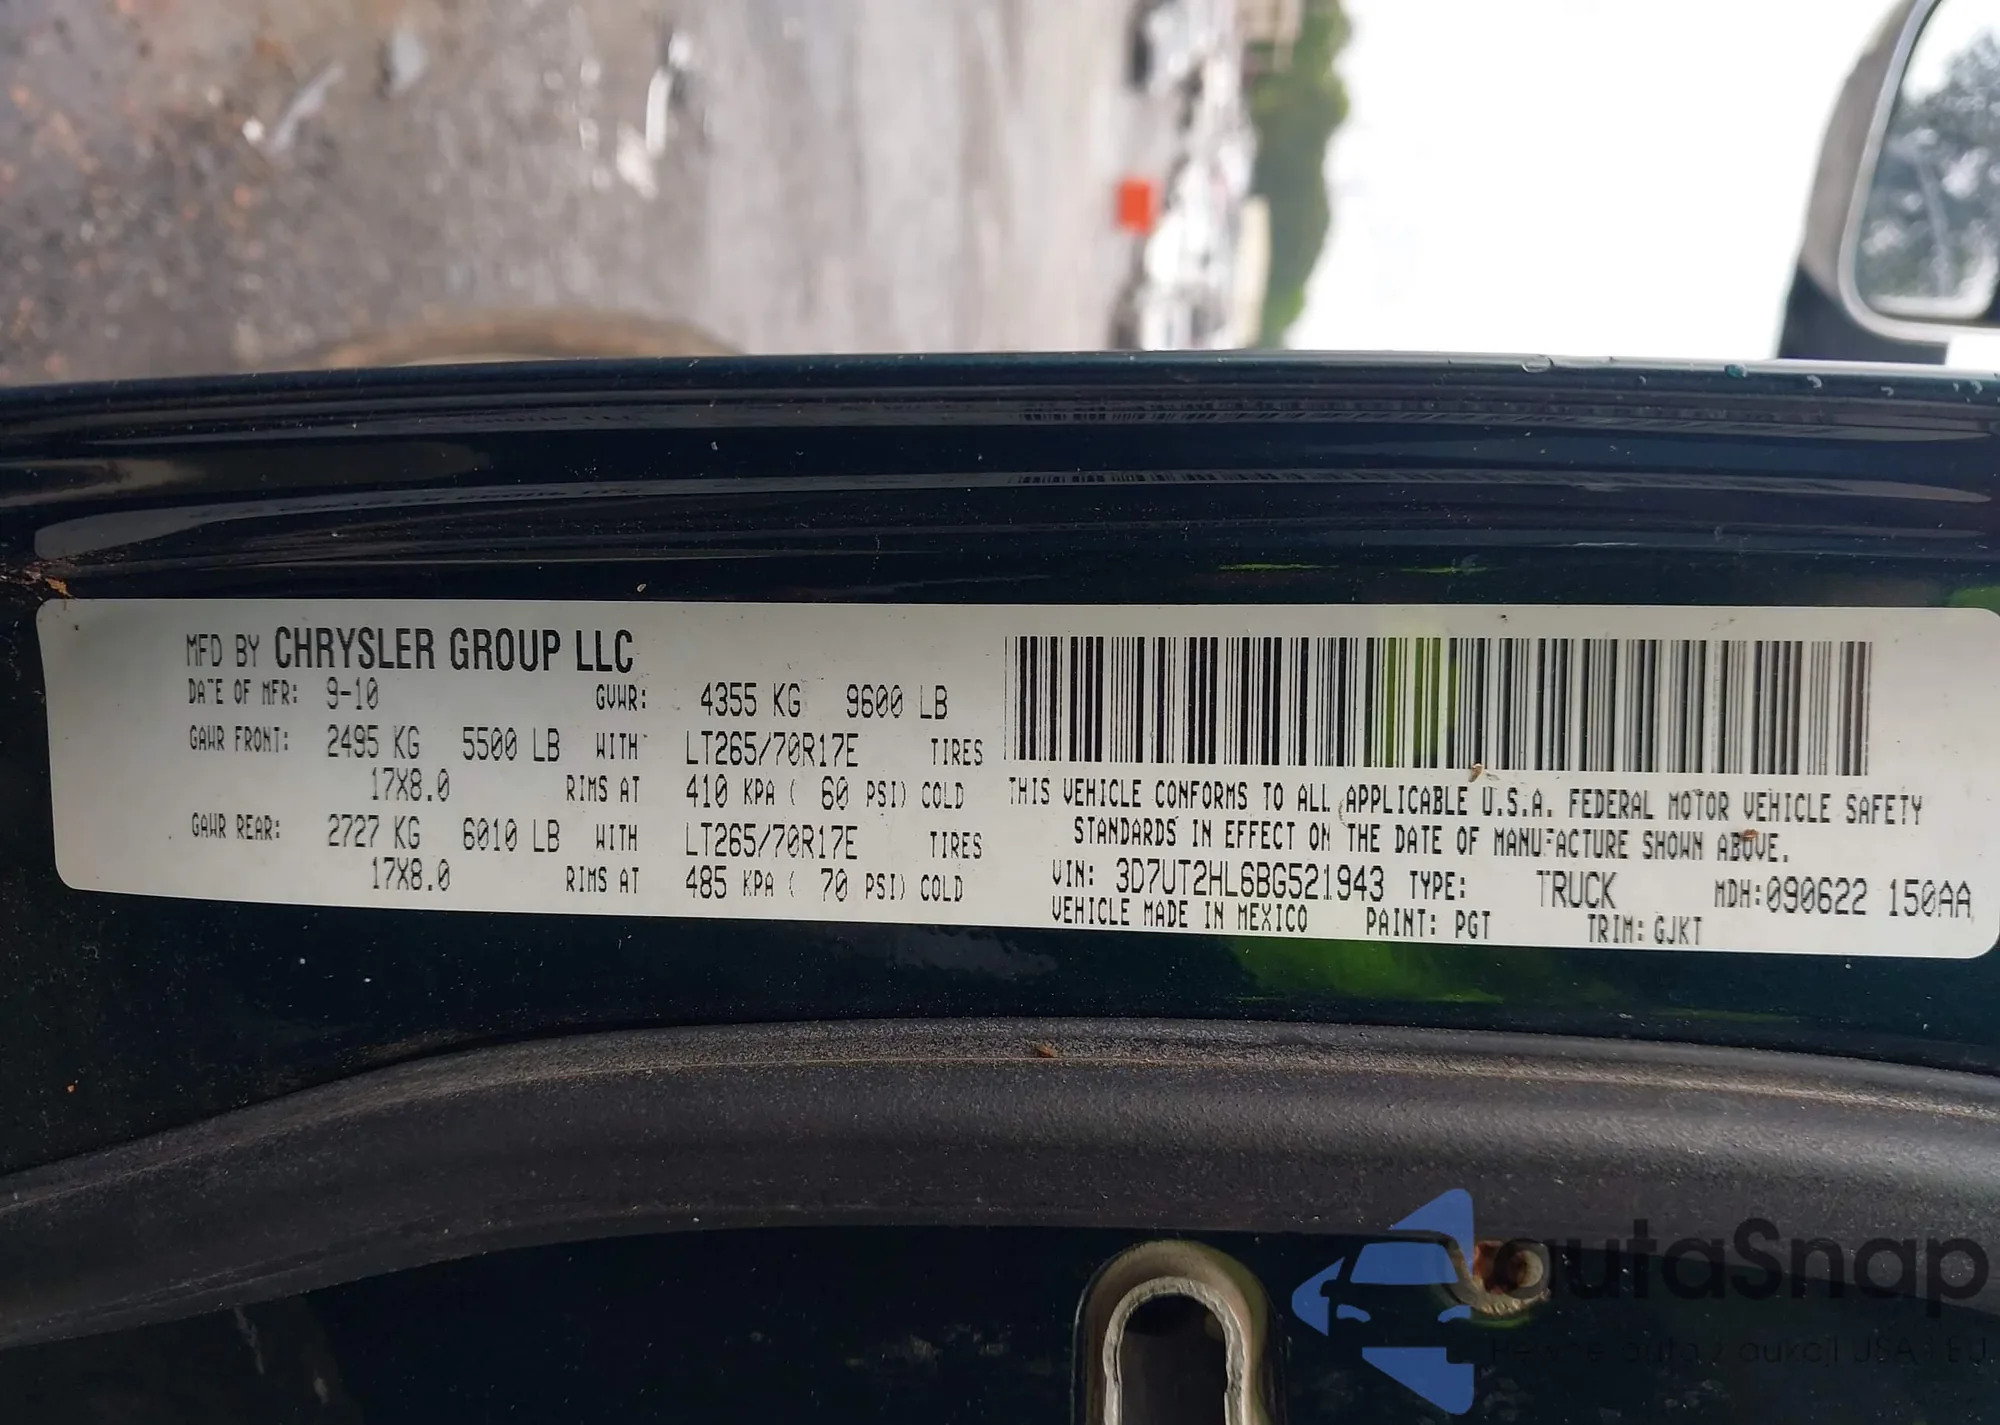 MFD BY CHRYSLER GROUP LLC
DATE OF MFR: 9-10 GVWR: 4355 KG 9600 LB
GAWR FRONT: 2495 KG 5500 LB WITH LT265/70R17E TIRES
17X8.0 RIMS AT 410 KPA ( 60 PSI) COLD
GAWR REAR: 2727 KG 6010 LB WITH LT265/70R17E TIRES
17X8.0 RIMS AT 485 KPA ( 70 PSI) COLD
THIS VEHICLE CONFORMS TO ALL APPLICABLE U.S.A. FEDERAL MOTOR VEHICLE SAFETY
STANDARDS IN EFFECT ON THE DATE OF MANUFACTURE SHOWN ABOVE.
VIN: 3D7UT2HL6BG521943 TYPE: TRUCK MDH:090622 150AA
VEHICLE MADE IN MEXICO PAINT: PGT TRIM: GJKT
autaSnap
auta z aukcji USA